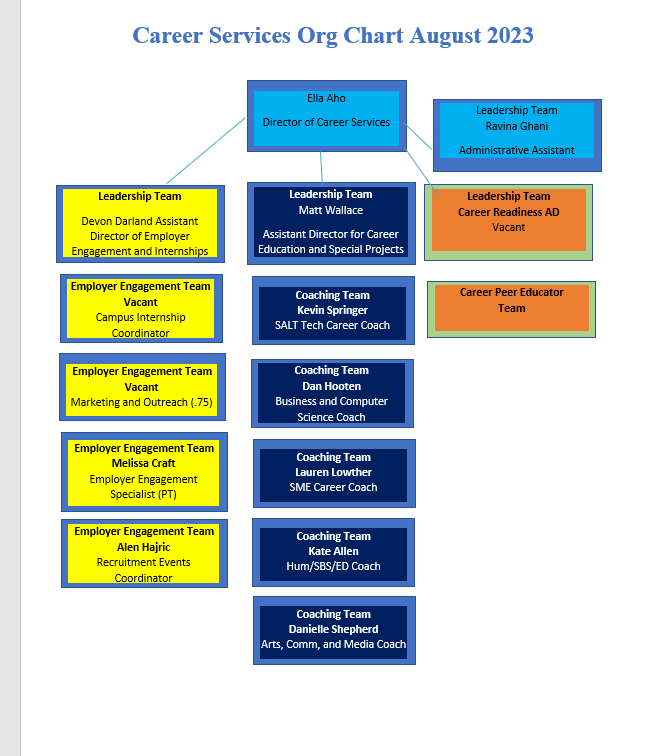 Career Services Org Chart August 2023
Ella Aho
Director of Career Services
Leadership Team
Ravina Ghani
Administrative Assistant
Leadership Team
Devon Darland Assistant
Director of Employer
Engagement and Internships
Leadership Team
Matt Wallace
Assistant Director for Career
Education and Special Projects
Leadership Team
Career Readiness AD
Vacant
Employer Engagement Team
Vacant
Campus Internship
Coordinator
Coaching Team
Kevin Springer
SALT Tech Career Coach
Career Peer Educator
Team
Employer Engagement Team
Vacant
Marketing and Outreach (.75)
Coaching Team
Dan Hooten
Business and Computer
Science Coach
Employer Engagement Team
Melissa Craft
Employer Engagement
Specialist (PT)
Coaching Team
Lauren Lowther
SME Career Coach
Employer Engagement Team
Alen Hajric
Recruitment Events
Coordinator
Coaching Team
Kate Allen
Hum/SBS/ED Coach
Coaching Team
Danielle Shepherd
Arts, Comm, and Media Coach